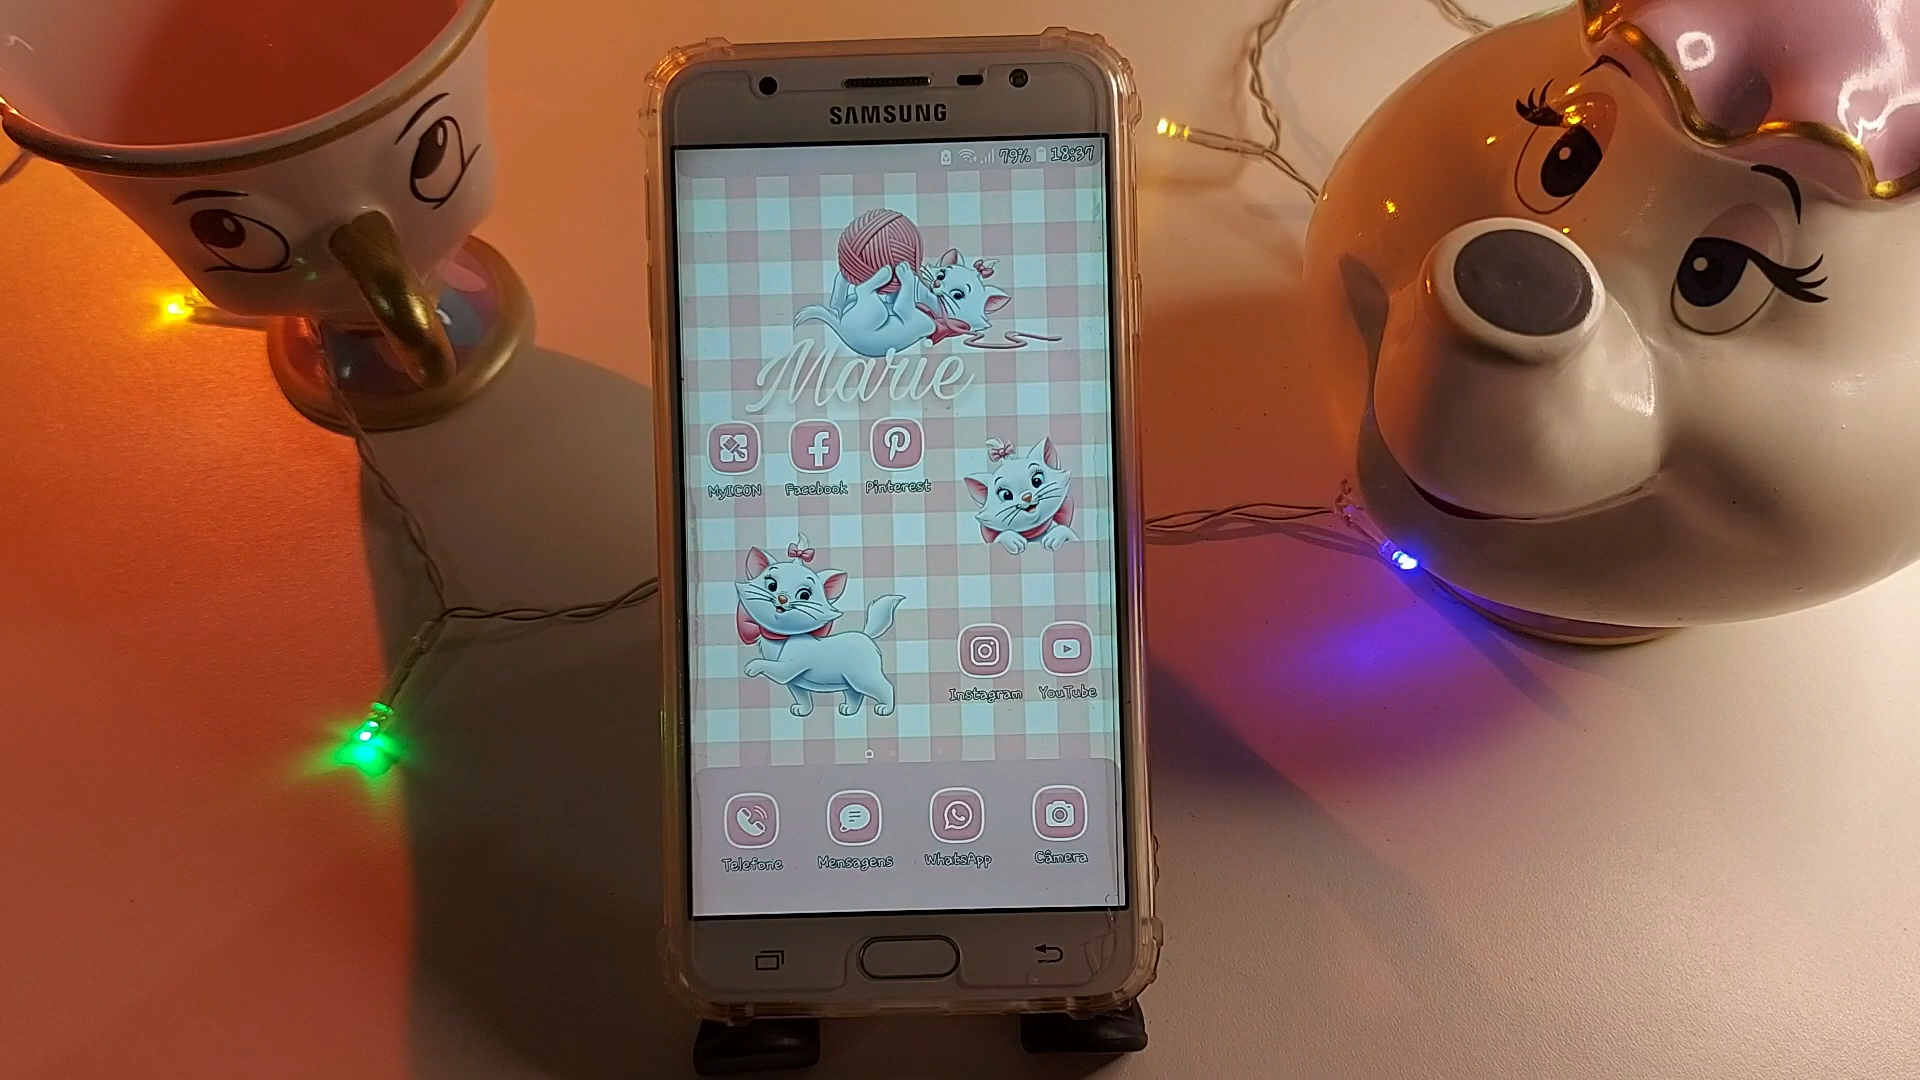 SAMSUNG
79% 18:37
Marie
MyICON Facebook Pinterest
Instagram YouTube
Telefone Mensagens WhatsApp Câmera